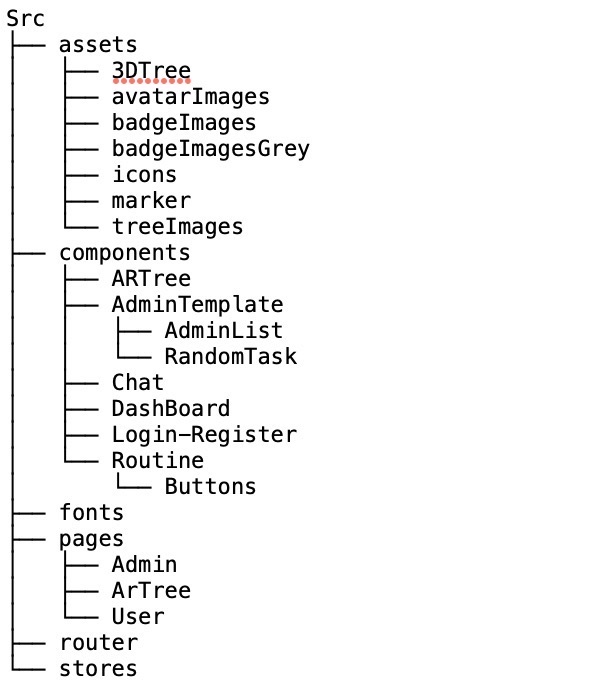 Src
├── assets
│   ├── 3DTree
│   ├── avatarImages
│   ├── badgeImages
│   ├── badgeImagesGrey
│   ├── icons
│   ├── marker
│   └── treeImages
├── components
│   ├── ARTree
│   ├── AdminTemplate
│   │   ├── AdminList
│   │   └── RandomTask
│   ├── Chat
│   ├── DashBoard
│   ├── Login-Register
│   └── Routine
│       └── Buttons
├── fonts
├── pages
│   ├── Admin
│   ├── ArTree
│   └── User
├── router
└── stores